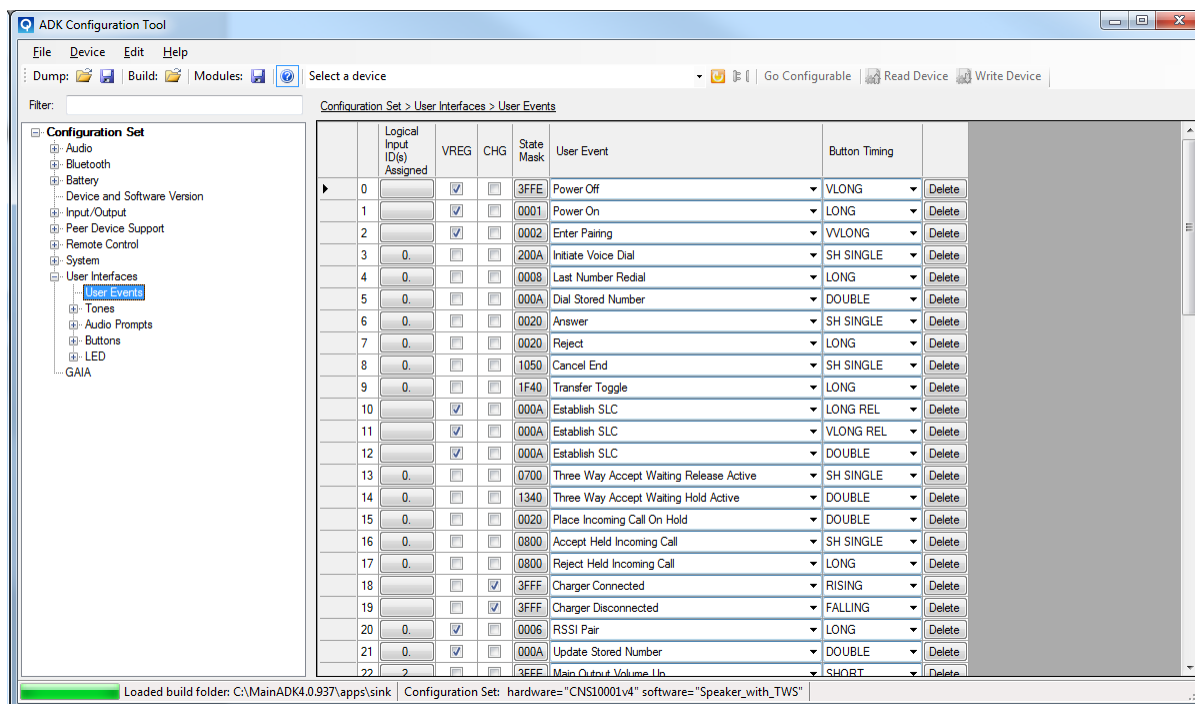 ADK Configuration Tool
File Device Edit Help
Dump: Build: Modules: Select a device Go Configurable Read Device Write Device
Filter:
Configuration Set > User Interfaces > User Events
Configuration Set
Audio
Bluetooth
Battery
Device and Software Version
Input/Output
Peer Device Support
Remote Control
System
User Interfaces
User Events
Tones
Audio Prompts
Buttons
LED
GAIA
Logical Input ID(s) Assigned VREG CHG State Mask User Event Button Timing
0 3FFE Power Off VLONG Delete
1 0001 Power On LONG Delete
2 0002 Enter Pairing VVLONG Delete
3 0. 200A Initiate Voice Dial SH SINGLE Delete
4 0. 0008 Last Number Redial LONG Delete
5 0. 000A Dial Stored Number DOUBLE Delete
6 0. 0020 Answer SH SINGLE Delete
7 0. 0020 Reject LONG Delete
8 0. 1050 Cancel End SH SINGLE Delete
9 0. 1F40 Transfer Toggle LONG Delete
10 000A Establish SLC LONG REL Delete
11 000A Establish SLC VLONG REL Delete
12 000A Establish SLC DOUBLE Delete
13 0. 0700 Three Way Accept Waiting Release Active SH SINGLE Delete
14 0. 1340 Three Way Accept Waiting Hold Active DOUBLE Delete
15 0. 0020 Place Incoming Call On Hold DOUBLE Delete
16 0. 0800 Accept Held Incoming Call SH SINGLE Delete
17 0. 0800 Reject Held Incoming Call LONG Delete
18 3FFF Charger Connected RISING Delete
19 3FFF Charger Disconnected FALLING Delete
20 0. 0006 RSSI Pair LONG Delete
21 0. 000A Update Stored Number DOUBLE Delete
22 2. 3FFE Main Output Volume Up SHORT Delete
Loaded build folder: C:\MainADK4.0.937\apps\sink Configuration Set: hardware="CNS10001v4" software="Speaker_with_TWS"